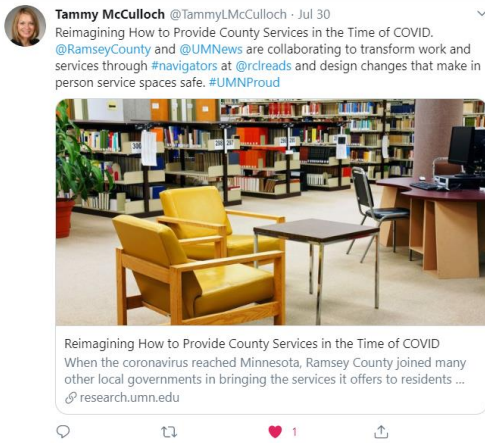 Tammy McCulloch @TammyLMcCulloch · Jul 30
Reimagining How to Provide County Services in the Time of COVID.
@RamseyCounty and @UMNews are collaborating to transform work and
services through #navigators at @rclreads and design changes that make in
person service spaces safe. #UMNProud
300
Reimagining How to Provide County Services in the Time of COVID
When the coronavirus reached Minnesota, Ramsey County joined many
other local governments in bringing the services it offers to residents ...
research.umn.edu
1